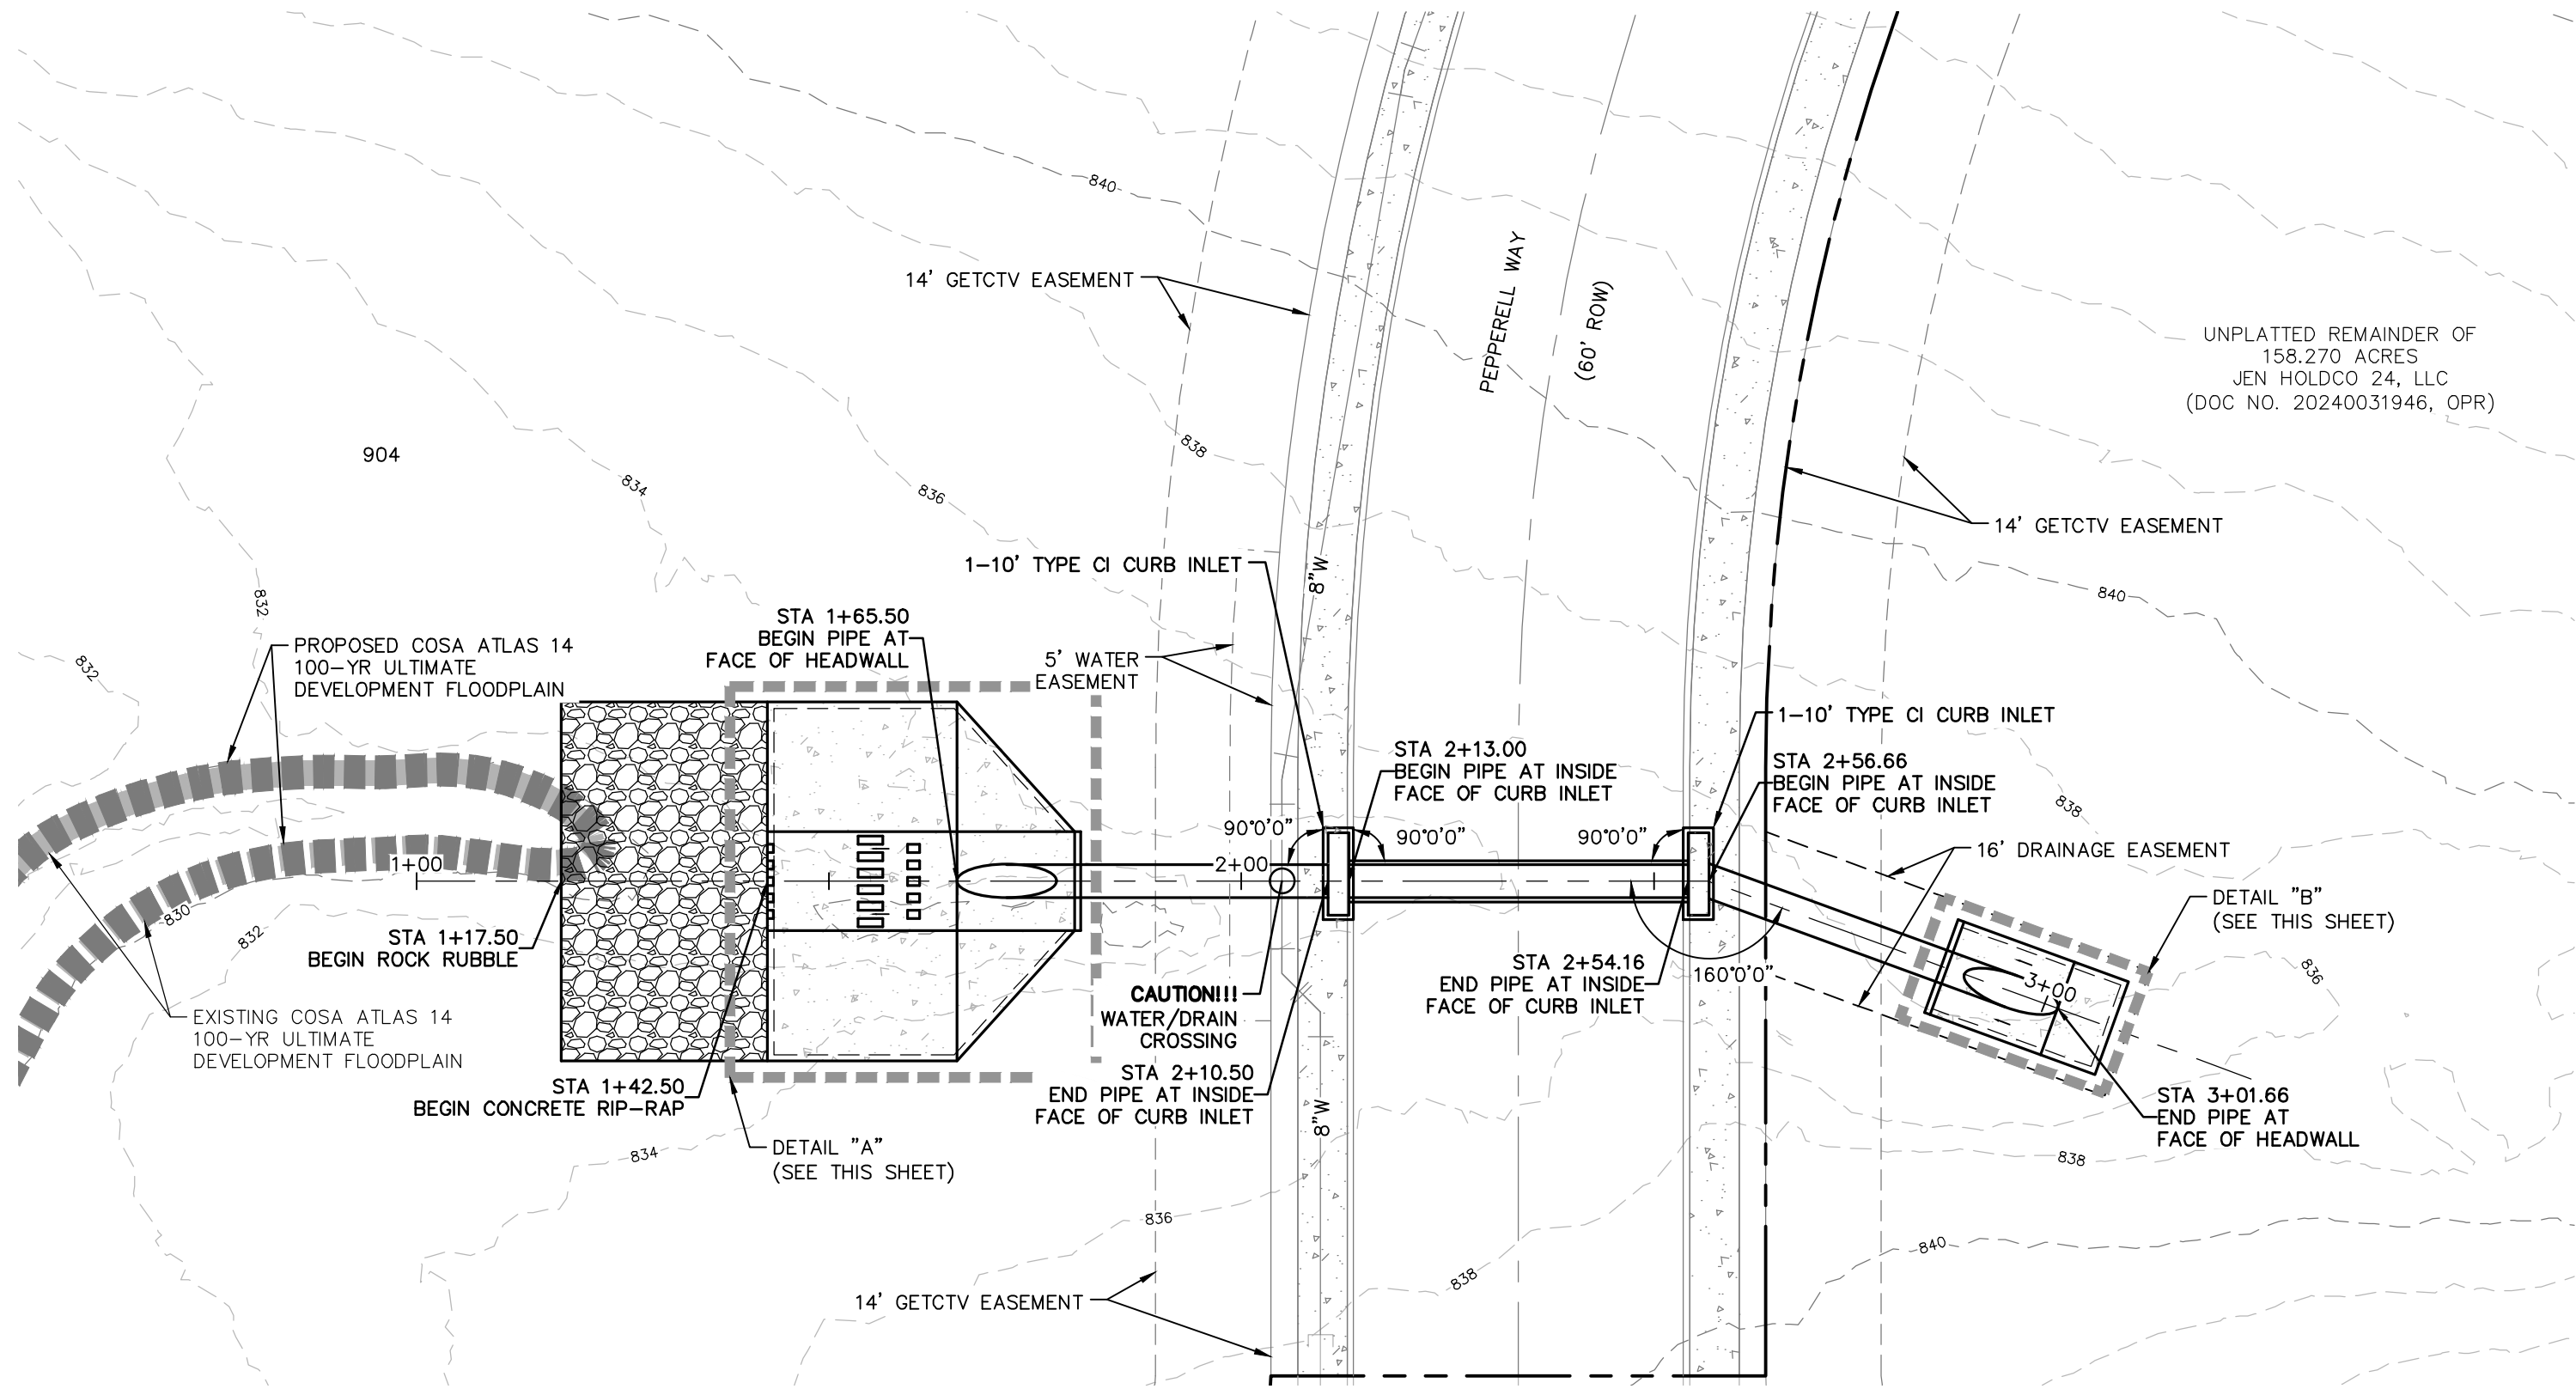 840
14' GETCTV EASEMENT
PEPPERELL WAY
(60' ROW)
UNPLATTED REMAINDER OF
158.270 ACRES
JEN HOLDCO 24, LLC
(DOC NO. 20240031946, OPR)
904
834
836
838
14' GETCTV EASEMENT
1-10' TYPE CI CURB INLET
8"W
840
832
832
STA 1+65.50
BEGIN PIPE AT
FACE OF HEADWALL
PROPOSED COSA ATLAS 14
100-YR ULTIMATE
DEVELOPMENT FLOODPLAIN
5' WATER
EASEMENT
1-10' TYPE CI CURB INLET
STA 2+13.00
BEGIN PIPE AT INSIDE
FACE OF CURB INLET
STA 2+56.66
BEGIN PIPE AT INSIDE
FACE OF CURB INLET
838
90°0'0"
90°0'0"
90°0'0"
1+00
2+00
16' DRAINAGE EASEMENT
DETAIL "B"
(SEE THIS SHEET)
830
832
STA 1+17.50
BEGIN ROCK RUBBLE
STA 2+54.16
END PIPE AT INSIDE
FACE OF CURB INLET
160°0'0"
3+00
836
CAUTION!!!
WATER/DRAIN
CROSSING
EXISTING COSA ATLAS 14
100-YR ULTIMATE
DEVELOPMENT FLOODPLAIN
STA 1+42.50
BEGIN CONCRETE RIP-RAP
STA 2+10.50
END PIPE AT INSIDE
FACE OF CURB INLET
8"W
STA 3+01.66
END PIPE AT
FACE OF HEADWALL
DETAIL "A"
(SEE THIS SHEET)
834
838
836
840
838
14' GETCTV EASEMENT